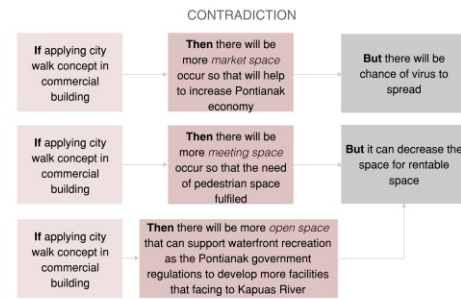 CONTRADICTION
If applying city
walk concept in
commercial
building
Then there will be
more market space
occur so that will help
to increase Pontianak
economy
But there will be
chance of virus to
spread
If applying city
walk concept in
commercial
building
Then there will be
more meeting space
occur so that the need
of pedestrian space
fulfiled
But it can decrease the
space for rentable
space
If applying city
walk concept in
commercial
building
Then there will be more open space
that can support waterfront recreation
as the Pontianak government
regulations to develop more facilities
that facing to Kapuas River